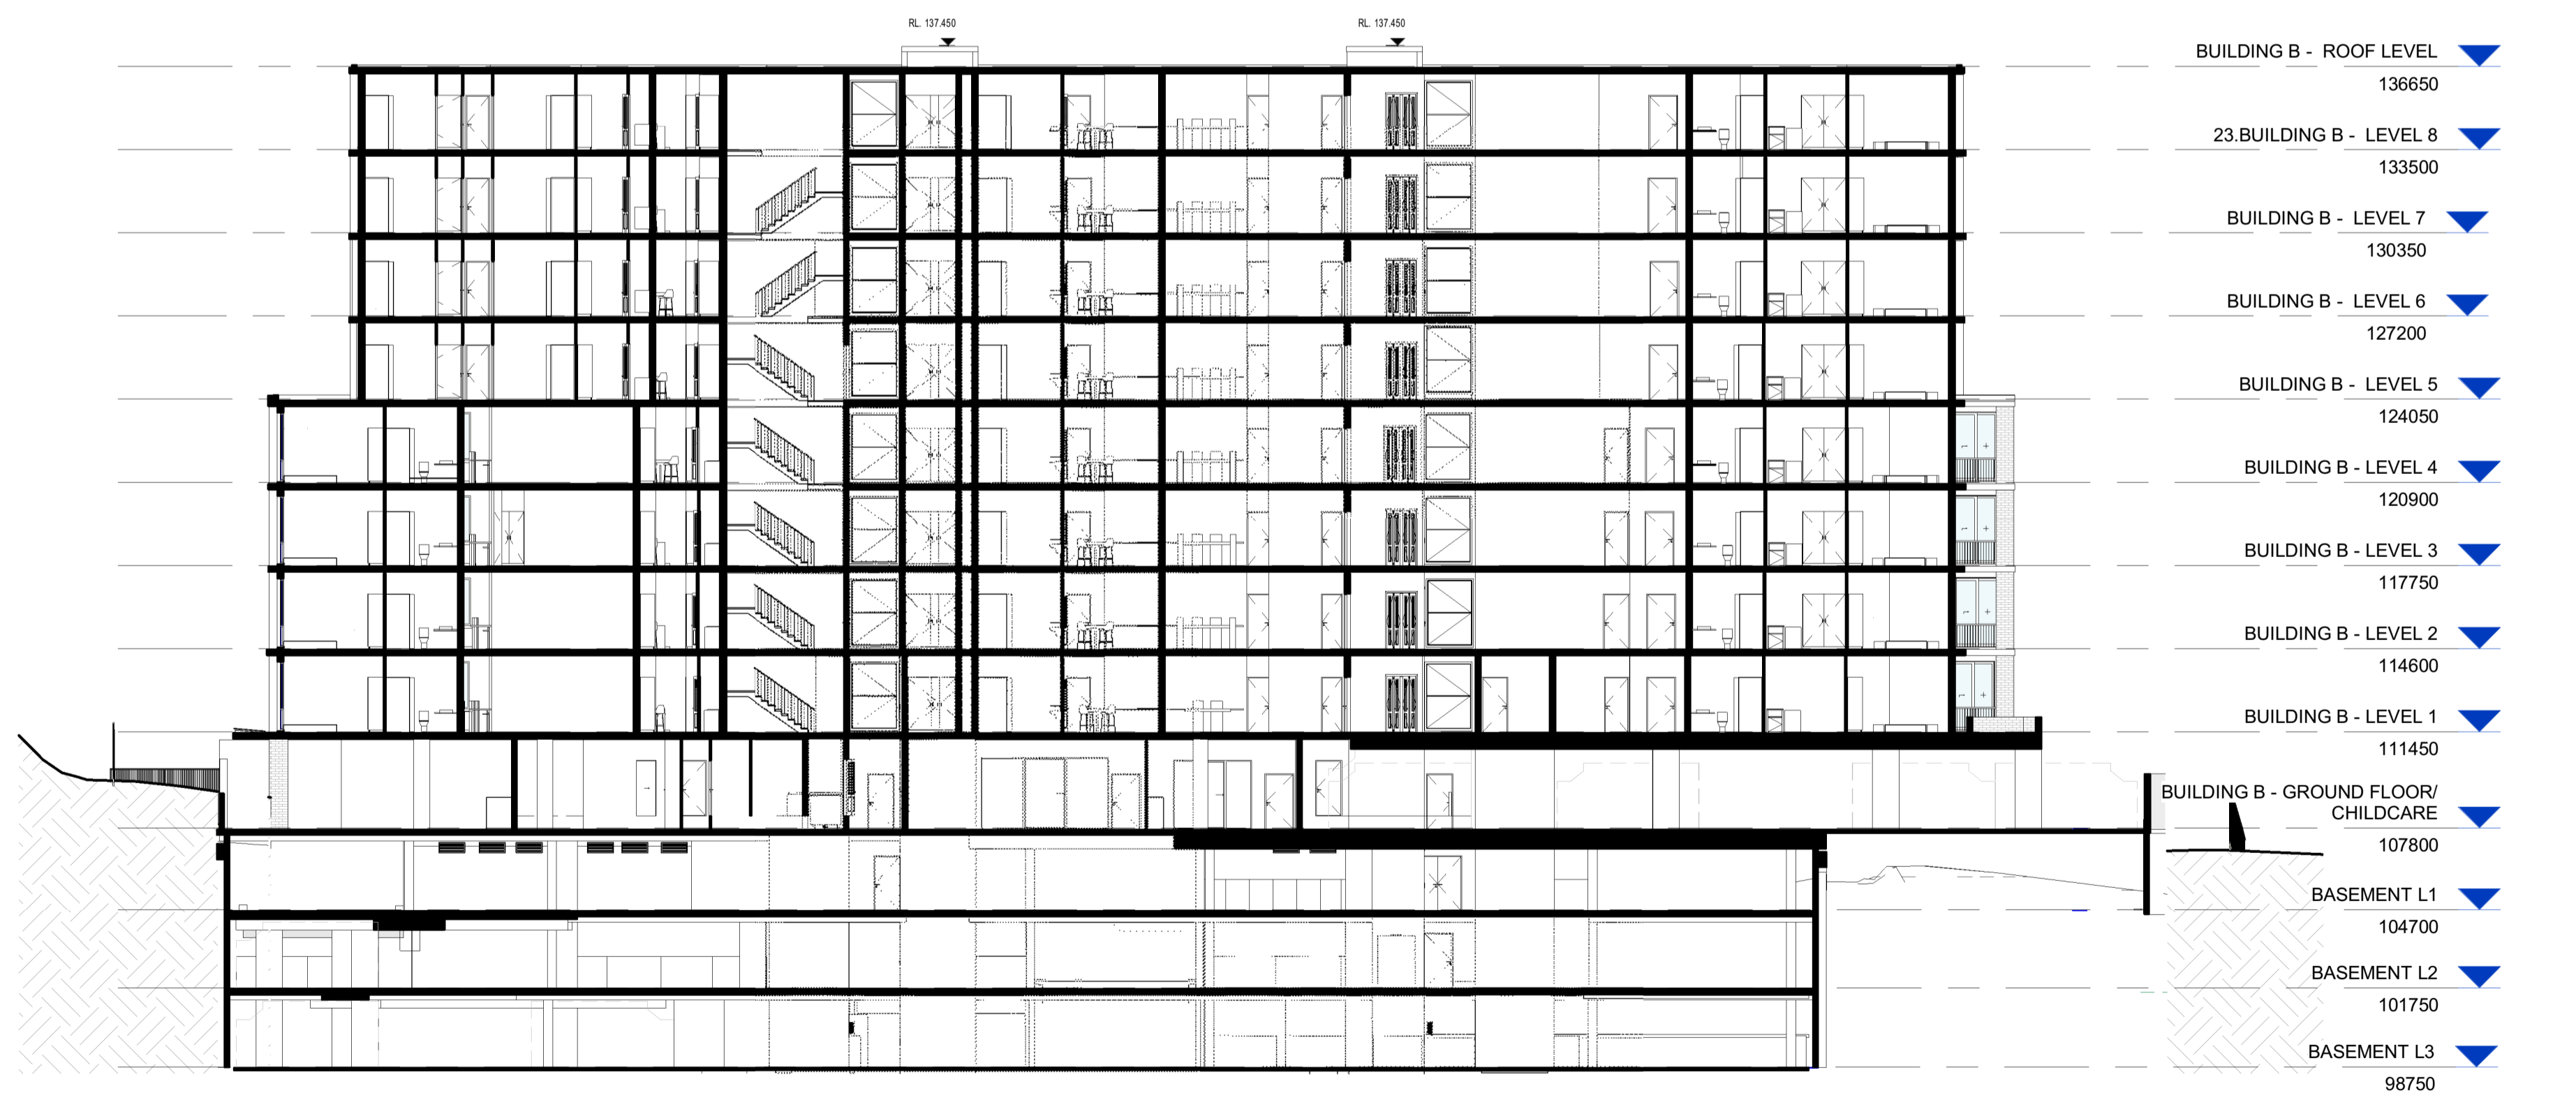 RL. 137.450
RL. 137.450
BUILDING B - ROOF LEVEL
136650
23.BUILDING B - LEVEL 8
133500
BUILDING B - LEVEL 7
130350
BUILDING B - LEVEL 6
127200
BUILDING B - LEVEL 5
124050
BUILDING B - LEVEL 4
120900
BUILDING B - LEVEL 3
117750
BUILDING B - LEVEL 2
114600
BUILDING B - LEVEL 1
111450
BUILDING B - GROUND FLOOR/
CHILDCARE
107800
BASEMENT L1
104700
BASEMENT L2
101750
BASEMENT L3
98750